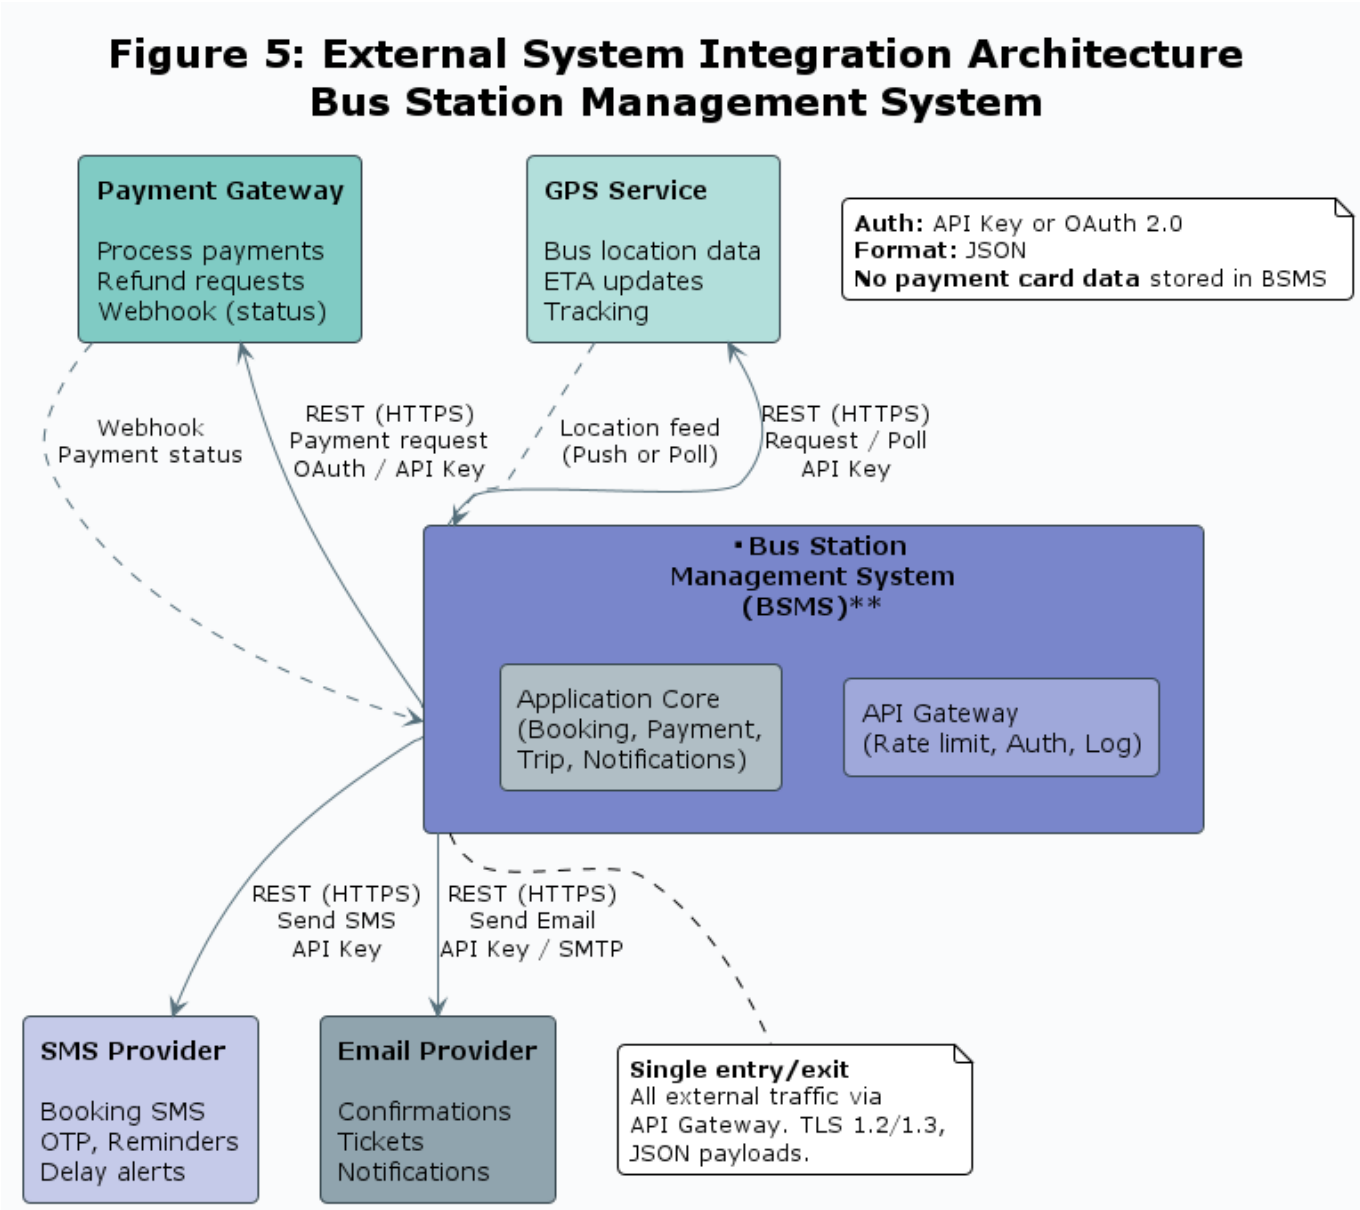 Figure 5: External System Integration Architecture
Bus Station Management System
Payment Gateway
Process payments
Refund requests
Webhook (status)
GPS Service
Bus location data
ETA updates
Tracking
Auth: API Key or OAuth 2.0
Format: JSON
No payment card data stored in BSMS
Webhook
Payment status
REST (HTTPS)
Payment request
OAuth / API Key
Location feed
(Push or Poll)
REST (HTTPS)
Request / Poll
API Key
▪Bus Station
Management System
(BSMS)**
Application Core
(Booking, Payment,
Trip, Notifications)
API Gateway
(Rate limit, Auth, Log)
REST (HTTPS)
Send SMS
API Key
REST (HTTPS)
Send Email
API Key / SMTP
SMS Provider
Booking SMS
OTP, Reminders
Delay alerts
Email Provider
Confirmations
Tickets
Notifications
Single entry/exit
All external traffic via
API Gateway. TLS 1.2/1.3,
JSON payloads.